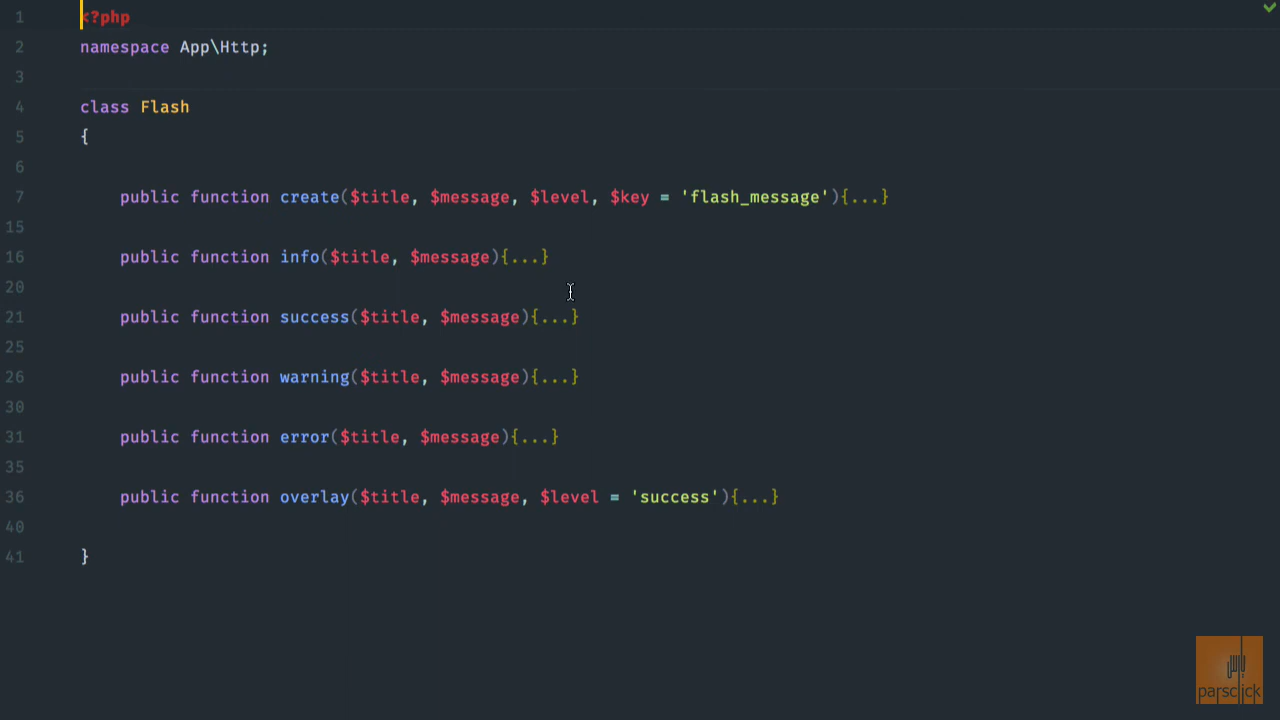 1 <?php
2 namespace App\Http;
3
4 class Flash
5 {
6
7 public function create($title, $message, $level, $key = 'flash_message'){...}
15
16 public function info($title, $message){...}
20
21 public function success($title, $message){...}
25
26 public function warning($title, $message){...}
30
31 public function error($title, $message){...}
35
36 public function overlay($title, $message, $level = 'success'){...}
40
41 }
parsclick